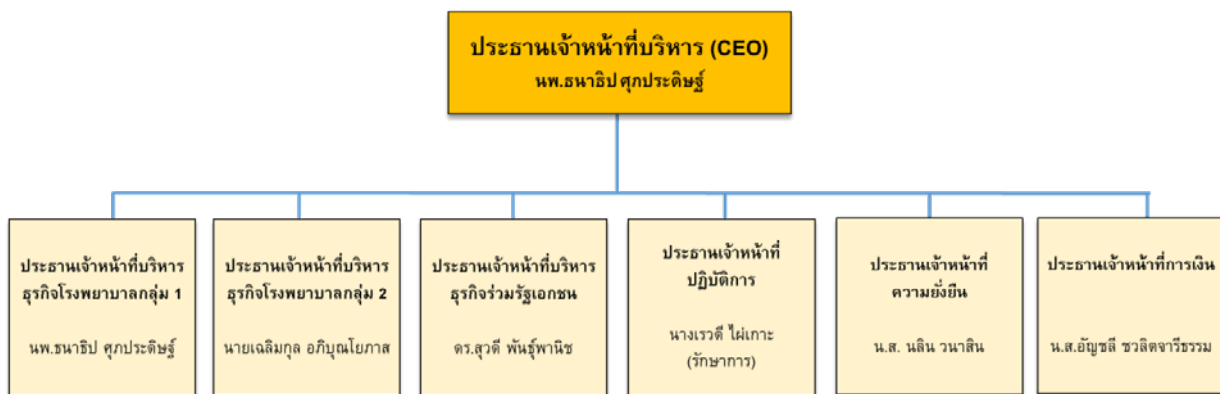 ประธานเจ้าหน้าที่บริหาร (CEO)
นพ.ธนาธิป ศุภประดิษฐ์
ประธานเจ้าหน้าที่บริหาร
ธุรกิจโรงพยาบาลกลุ่ม 1
นพ.ธนาธิป ศุภประดิษฐ์
ประธานเจ้าหน้าที่บริหาร
ธุรกิจโรงพยาบาลกลุ่ม 2
นายเฉลิมกุล อภิบุณโยภาส
ประธานเจ้าหน้าที่บริหาร
ธุรกิจร่วมรัฐเอกชน
ดร.สุวดี พันธุ์พานิช
ประธานเจ้าหน้าที่
ปฏิบัติการ
นางเรวดี ไผ่เกาะ
(รักษาการ)
ประธานเจ้าหน้าที่
ความยั่งยืน
น.ส. นลิน วนาสิน
ประธานเจ้าหน้าที่การเงิน
น.ส.อัญชลี ชวลิตจารีธรรม